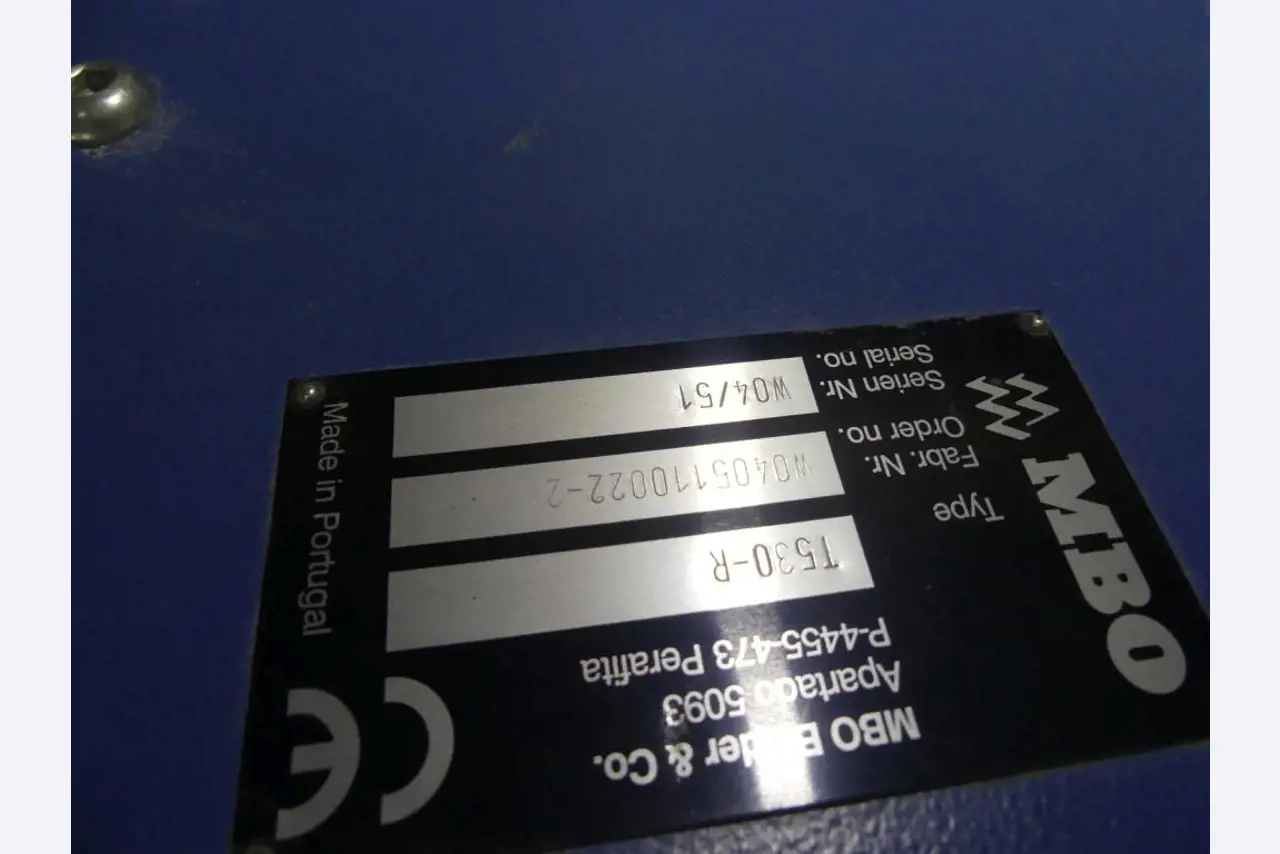 MBO
MBO Binder & Co.
Apartado 5093
P-4455-473 Perafita
Type T530-R
Fabr. Nr. W0405110022-2
Order no.
Serien Nr. W04/51
Serial no.
CE
Made in Portugal